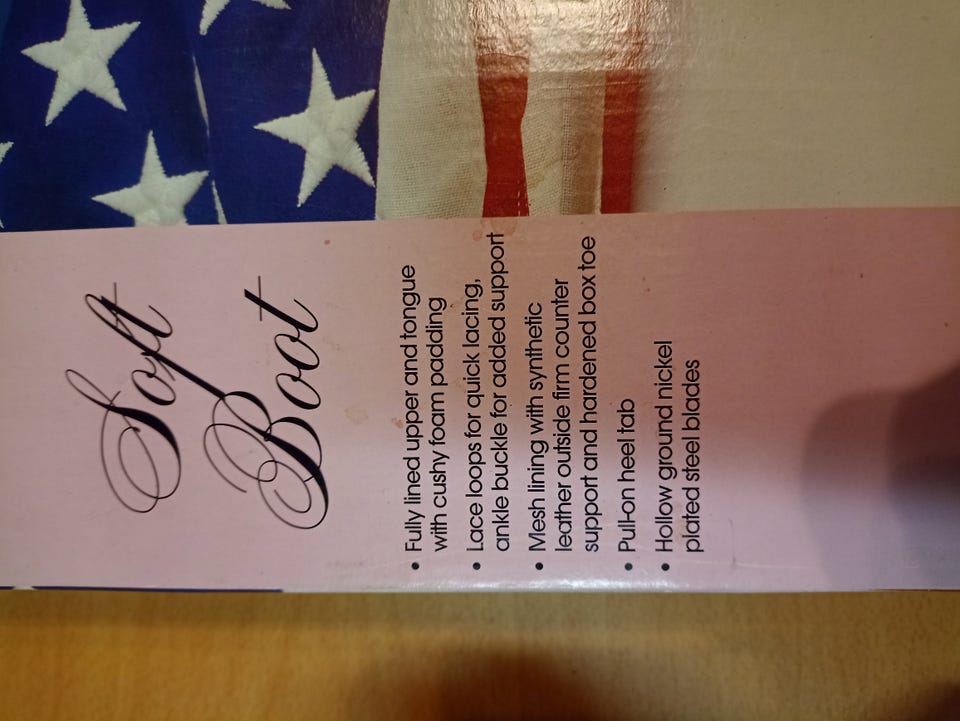 Soft
Boot
• Fully lined upper and tongue
with cushy foam padding
• Lace loops for quick lacing,
ankle buckle for added support
• Mesh lining with synthetic
leather outside firm counter
support and hardened box toe
• Pull-on heel tab
• Hollow ground nickel
plated steel blades